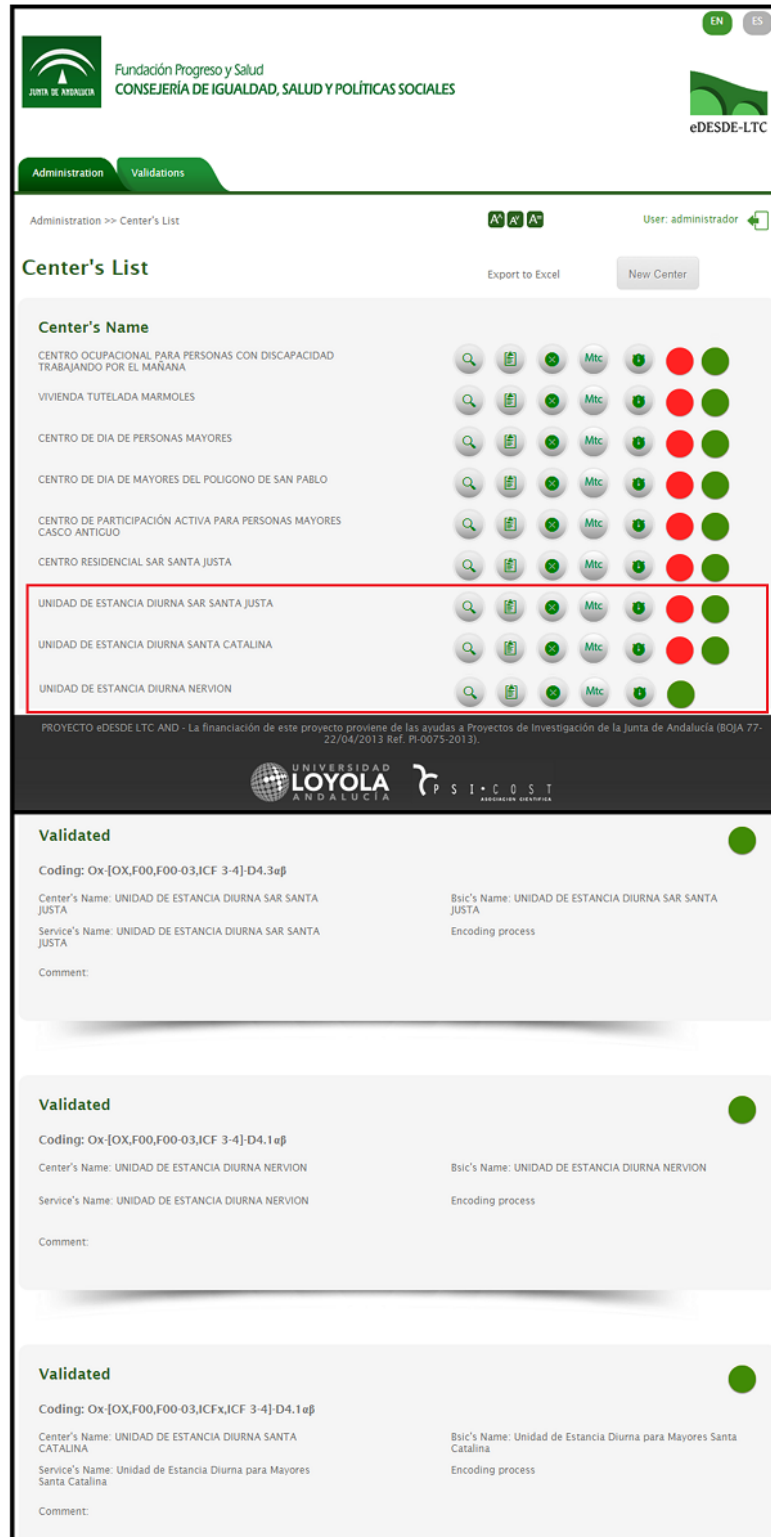 EN ES
JUNTA DE ANDALUCIA
Fundación Progreso y Salud
CONSEJERÍA DE IGUALDAD, SALUD Y POLÍTICAS SOCIALES
eDESDE-LTC
Administration Validations
Administration >> Center's List
User: administrador
Center's List
Export to Excel
New Center
Center's Name
CENTRO OCUPACIONAL PARA PERSONAS CON DISCAPACIDAD
TRABAJANDO POR EL MAÑANA
Mtc
VIVIENDA TUTELADA MARMOLES
Mtc
CENTRO DE DIA DE PERSONAS MAYORES
Mtc
CENTRO DE DIA DE MAYORES DEL POLIGONO DE SAN PABLO
Mtc
CENTRO DE PARTICIPACIÓN ACTIVA PARA PERSONAS MAYORES
CASCO ANTIGUO
Mtc
CENTRO RESIDENCIAL SAR SANTA JUSTA
Mtc
UNIDAD DE ESTANCIA DIURNA SAR SANTA JUSTA
Mtc
UNIDAD DE ESTANCIA DIURNA SANTA CATALINA
Mtc
UNIDAD DE ESTANCIA DIURNA NERVION
Mtc
PROYECTO eDESDE LTC AND - La financiación de este proyecto proviene de las ayudas a Proyectos de Investigación de la Junta de Andalucía (BOJA 77-
22/04/2013 Ref. PI-0075-2013).
UNIVERSIDAD
LOYOLA
ANDALUCÍA
PSICOST
ASOCIACION CIENTIFICA
Validated
Coding: Ox-[OX,F00,F00-03,ICF 3-4]-D4.3αβ
Center's Name: UNIDAD DE ESTANCIA DIURNA SAR SANTA
JUSTA
Bsic's Name: UNIDAD DE ESTANCIA DIURNA SAR SANTA
JUSTA
Service's Name: UNIDAD DE ESTANCIA DIURNA SAR SANTA
JUSTA
Encoding process
Comment:
Validated
Coding: Ox-[OX,F00,F00-03,ICF 3-4]-D4.1αβ
Center's Name: UNIDAD DE ESTANCIA DIURNA NERVION
Bsic's Name: UNIDAD DE ESTANCIA DIURNA NERVION
Service's Name: UNIDAD DE ESTANCIA DIURNA NERVION
Encoding process
Comment:
Validated
Coding: Ox-[OX,F00,F00-03,ICFx,ICF 3-4]-D4.1αβ
Center's Name: UNIDAD DE ESTANCIA DIURNA SANTA
CATALINA
Bsic's Name: Unidad de Estancia Diurna para Mayores Santa
Catalina
Service's Name: Unidad de Estancia Diurna para Mayores
Santa Catalina
Encoding process
Comment: